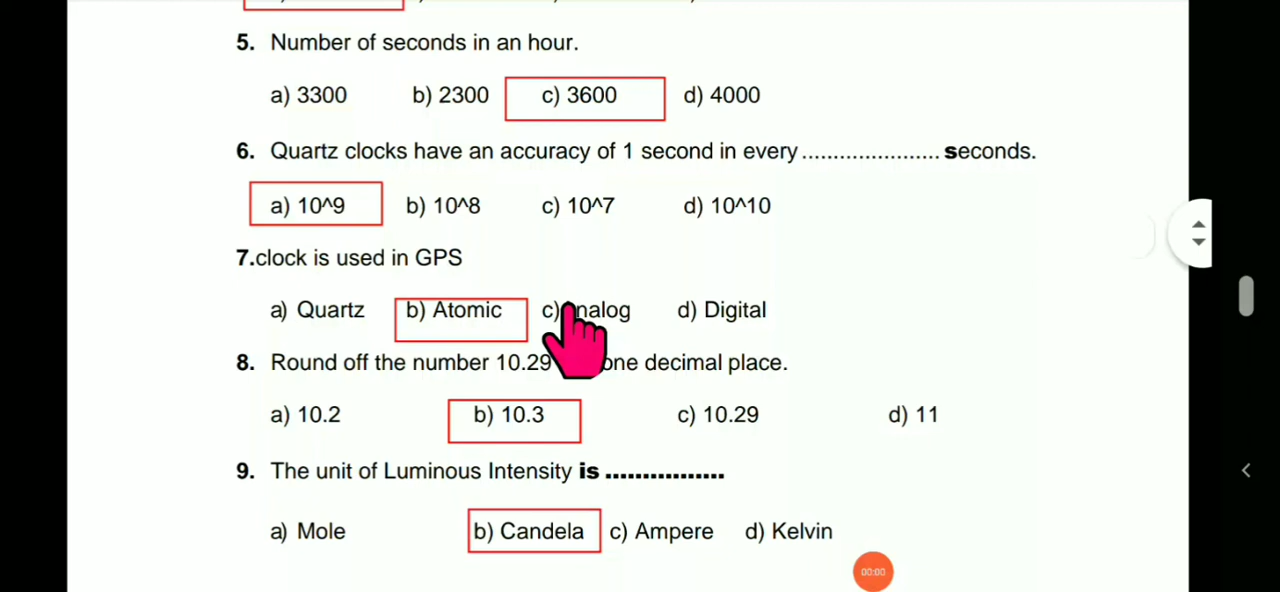 5. Number of seconds in an hour.
a) 3300 b) 2300 c) 3600 d) 4000
6. Quartz clocks have an accuracy of 1 second in every...................... seconds.
a) 10^9 b) 10^8 c) 10^7 d) 10^10
7.clock is used in GPS
a) Quartz b) Atomic c) nalog d) Digital
8. Round off the number 10.29 one decimal place.
a) 10.2 b) 10.3 c) 10.29 d) 11
9. The unit of Luminous Intensity is ................
a) Mole b) Candela c) Ampere d) Kelvin
00:00